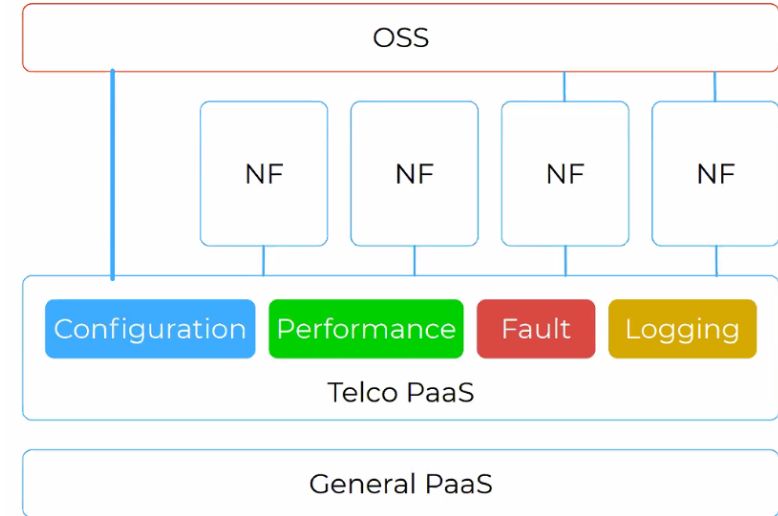 OSS
NF NF NF NF
Configuration Performance Fault Logging
Telco PaaS
General PaaS